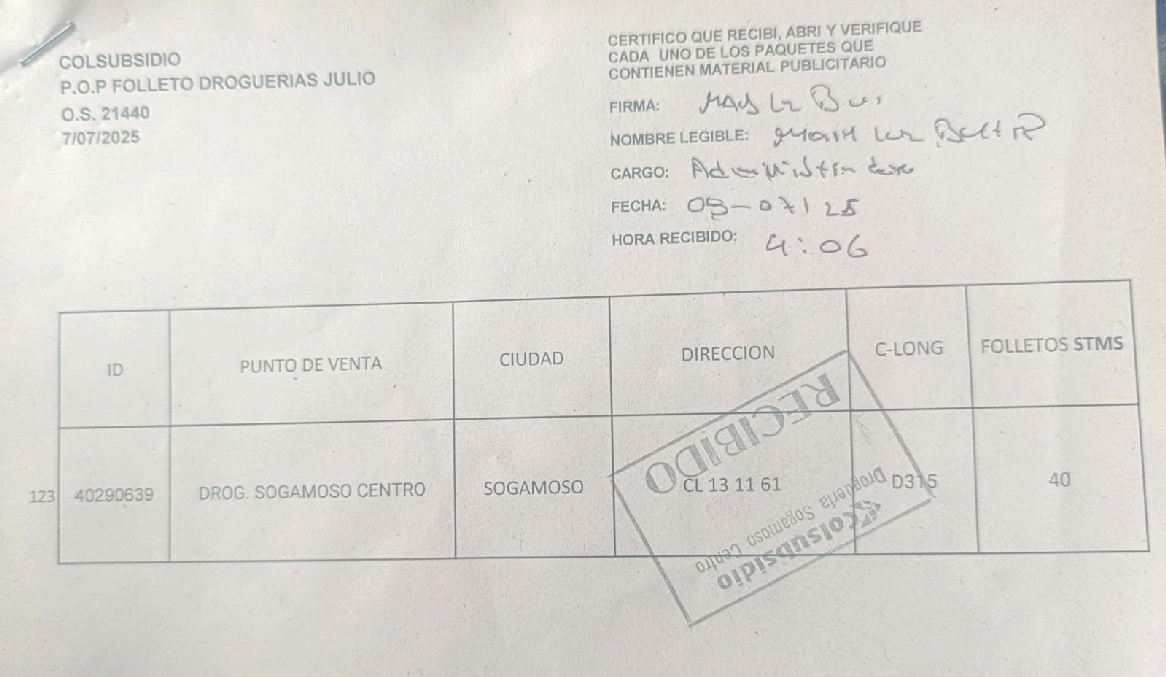 COLSUBSIDIO
P.O.P FOLLETO DROGUERIAS JULIO
O.S. 21440
7/07/2025
CERTIFICO QUE RECIBI, ABRI Y VERIFIQUE
CADA UNO DE LOS PAQUETES QUE
CONTIENEN MATERIAL PUBLICITARIO
FIRMA:
NOMBRE LEGIBLE:
CARGO:
FECHA:
HORA RECIBIDO: 4:06
ID PUNTO DE VENTA CIUDAD DIRECCION C-LONG FOLLETOS STMS
123 40290639 DROG. SOGAMOSO CENTRO SOGAMOSO CL 13 11 61 D315 40
Colsubsidio
Droguería Sogamoso Centro
RECIBIDO